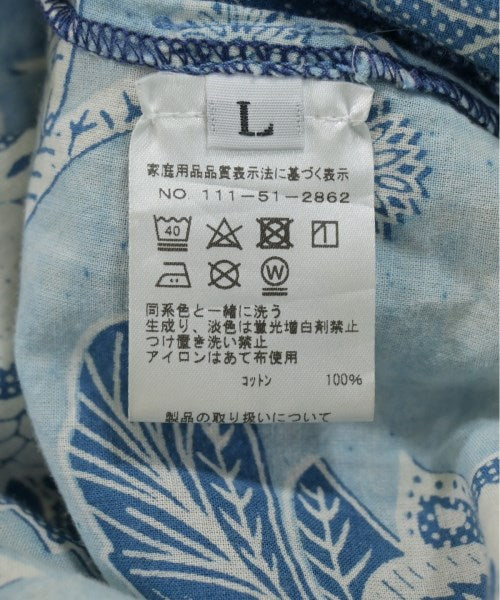 L
家庭用品品質表示法に基づく表示
NO. 111-51-2862
40
W
同系色と一緒に洗う
生成り、淡色は蛍光増白剤禁止
つけ置き洗い禁止
アイロンはあて布使用
コットン 100%
製品の取り扱いについて